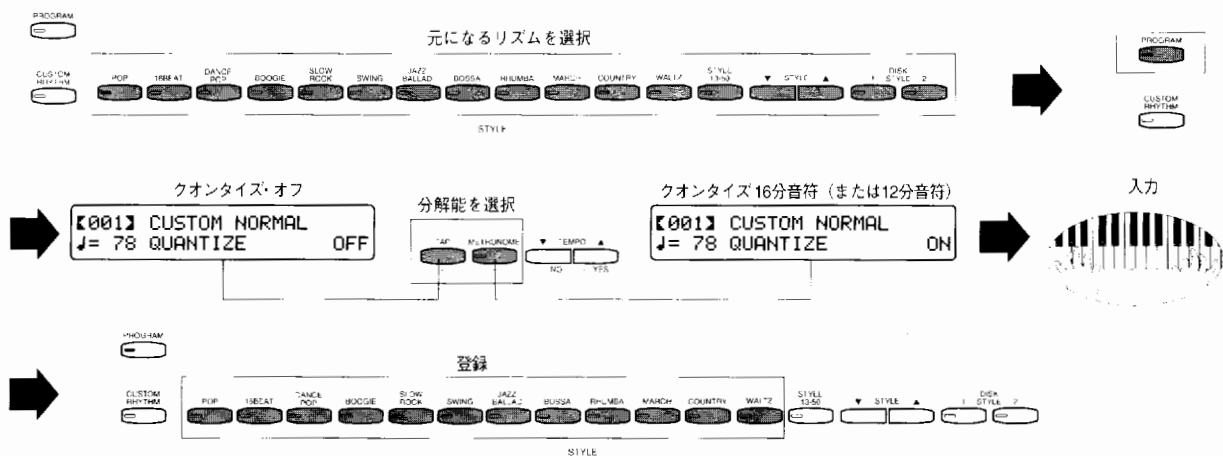 PROGRAM
元になるリズムを選択
CUSTOM RHYTHM
POP
16BEAT
DANCE POP
BOOGIE
SLOW ROCK
SWING
JAZZ BALLAD
BOSSA
RHUMBA
MARCH
COUNTRY
WALTZ
STYLE 13-50
▼ STYLE ▲
DISK
1 STYLE 2
STYLE
PROGRAM
CUSTOM RHYTHM
クオンタイズ・オフ
【001】 CUSTOM NORMAL
♩= 78 QUANTIZE OFF
分解能を選択
TAP
METRONOME
▼ TEMPO ▲
NO
YES
クオンタイズ 16分音符（または12分音符）
【001】 CUSTOM NORMAL
♩= 78 QUANTIZE ON
入力
PROGRAM
登録
CUSTOM RHYTHM
POP
16BEAT
DANCE POP
BOOGIE
SLOW ROCK
SWING
JAZZ BALLAD
BOSSA
RHUMBA
MARCH
COUNTRY
WALTZ
STYLE 13-50
▼ STYLE ▲
DISK
1 STYLE 2
STYLE